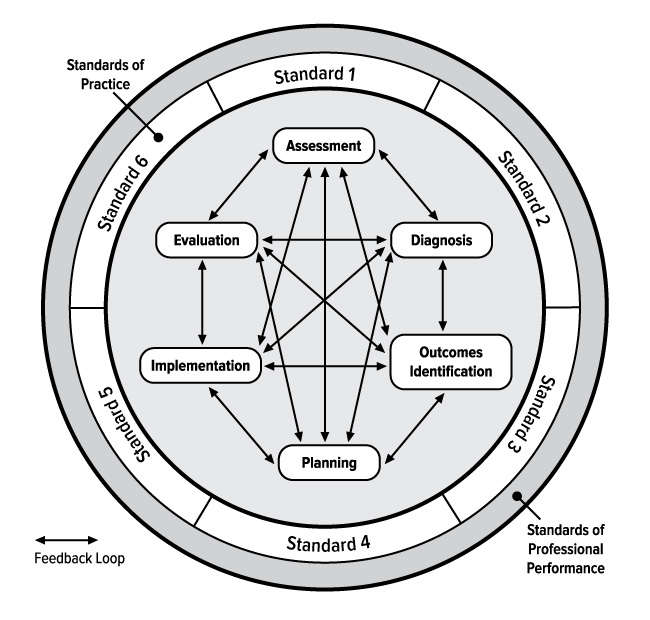 Standards of
Practice
Standard 1
Standard 2
Standard 6
Assessment
Evaluation
Diagnosis
Implementation
Outcomes
Identification
Planning
Standard 5
Standard 3
Standard 4
Feedback Loop
Standards of
Professional
Performance